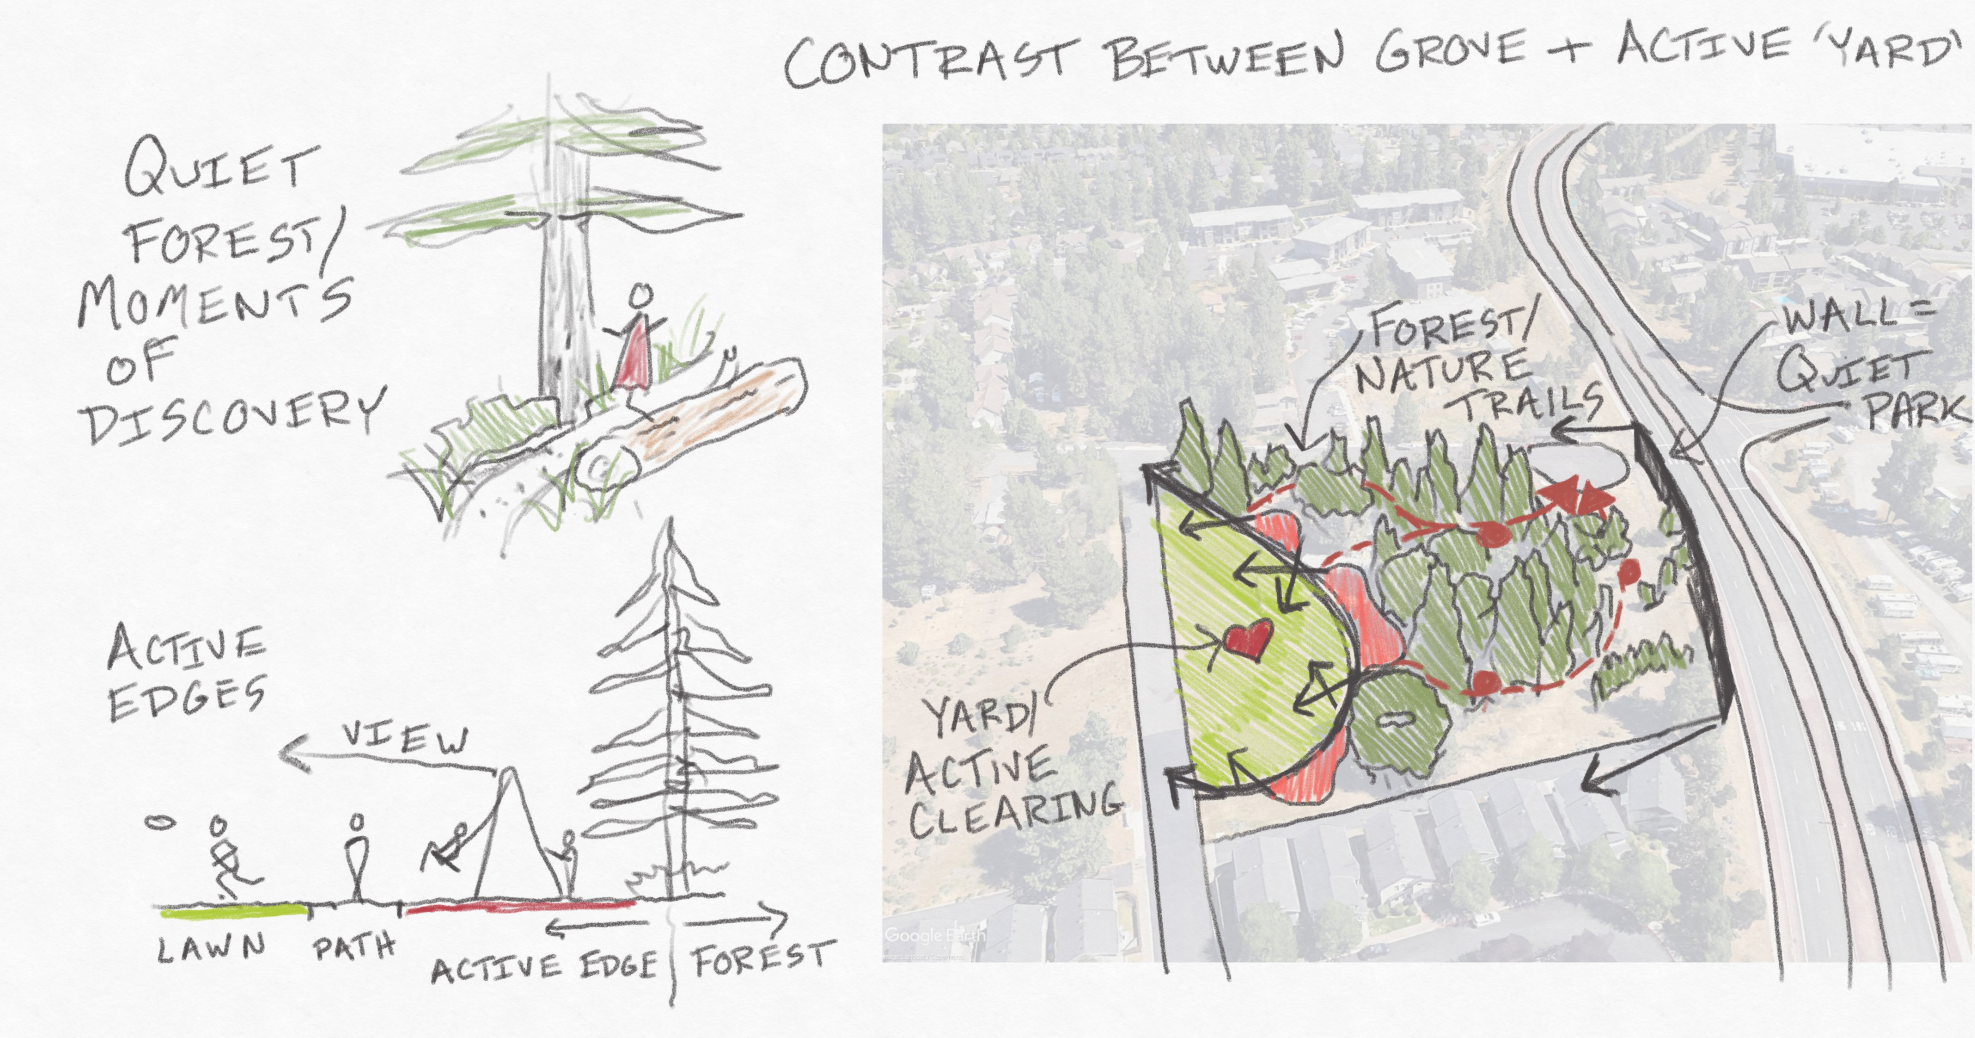 CONTRAST BETWEEN GROVE + ACTIVE 'YARD'
QUIET
FOREST/
MOMENTS
OF
DISCOVERY
ACTIVE
EDGES
VIEW
LAWN
PATH
ACTIVE EDGE
FOREST
FOREST/
NATURE
TRAILS
WALL =
QUIET
PARK
YARD/
ACTIVE
CLEARING
Google Earth